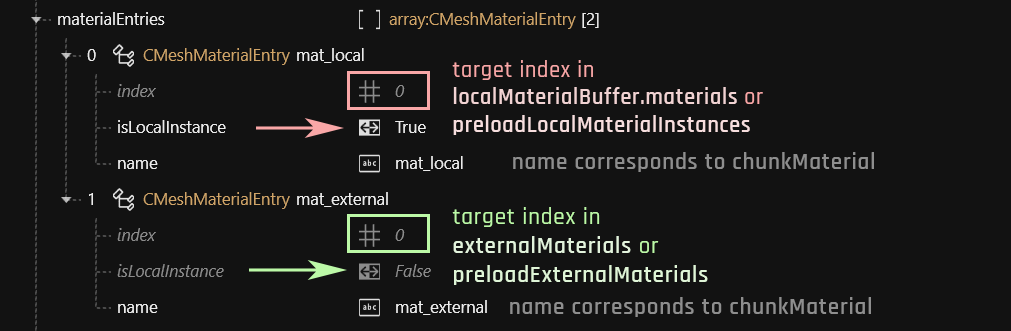 materialEntries [ ] array:CMeshMaterialEntry [2]
0 CMeshMaterialEntry mat_local
target index in
index # 0
localMaterialBuffer.materials or
isLocalInstance True
preloadLocalMaterialInstances
name abc mat_local name corresponds to chunkMaterial
1 CMeshMaterialEntry mat_external
target index in
index # 0
externalMaterials or
isLocalInstance False
preloadExternalMaterials
name abc mat_external name corresponds to chunkMaterial